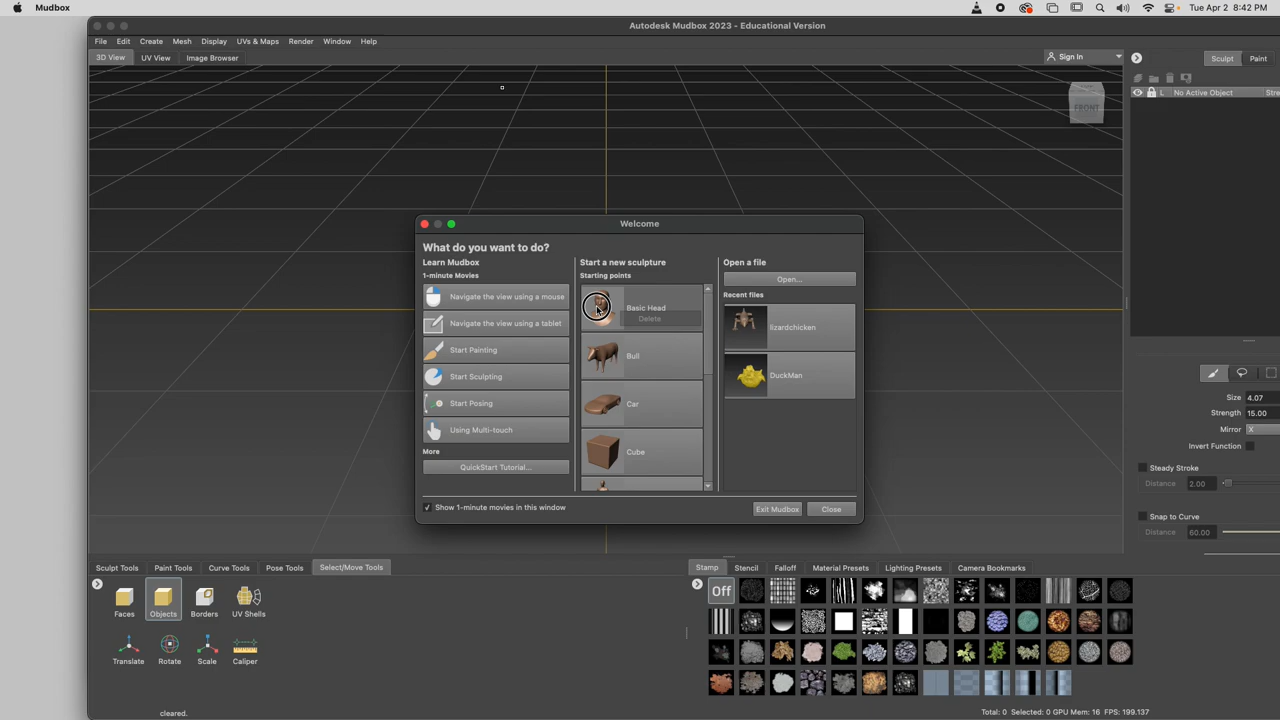 Mudbox
Tue Apr 2 8:42 PM
Autodesk Mudbox 2023 - Educational Version
File Edit Create Mesh Display UVs & Maps Render Window Help
3D View UV View Image Browser
Sign In
Sculpt Paint
L No Active Object Stre
FRONT
Welcome
What do you want to do?
Learn Mudbox
1-minute Movies
Navigate the view using a mouse
Navigate the view using a tablet
Start Painting
Start Sculpting
Start Posing
Using Multi-touch
More
QuickStart Tutorial...
Show 1-minute movies in this window
Start a new sculpture
Starting points
Basic Head
Delete
Bull
Car
Cube
Open a file
Open...
Recent files
lizardchicken
DuckMan
Exit Mudbox Close
Size 4.07
Strength 15.00
Mirror X
Invert Function
Steady Stroke
Distance 2.00
Snap to Curve
Distance 60.00
Sculpt Tools Paint Tools Curve Tools Pose Tools Select/Move Tools
Faces Objects Borders UV Shells
Translate Rotate Scale Caliper
Stamp Stencil Falloff Material Presets Lighting Presets Camera Bookmarks
Off
cleared.
Total: 0 Selected: 0 GPU Mem: 16 FPS: 199.137